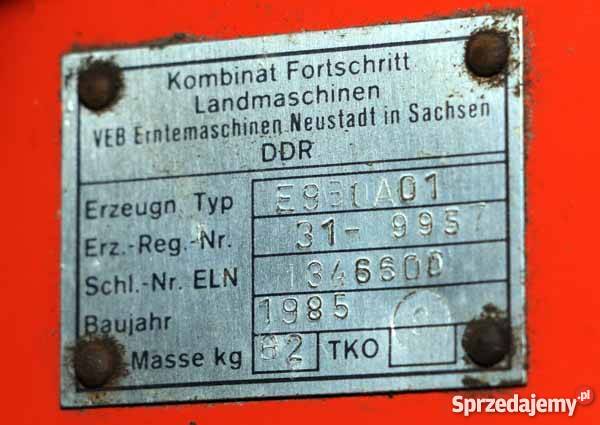 Kombinat Fortschritt
Landmaschinen
VEB Erntemaschinen Neustadt in Sachsen
DDR
Erzeugn. Typ
Erz.-Reg.-Nr. 31-9957
Schl.-Nr. ELN 1346600
Baujahr 1985
Masse kg 82 TKO
Sprzedajemy.pl